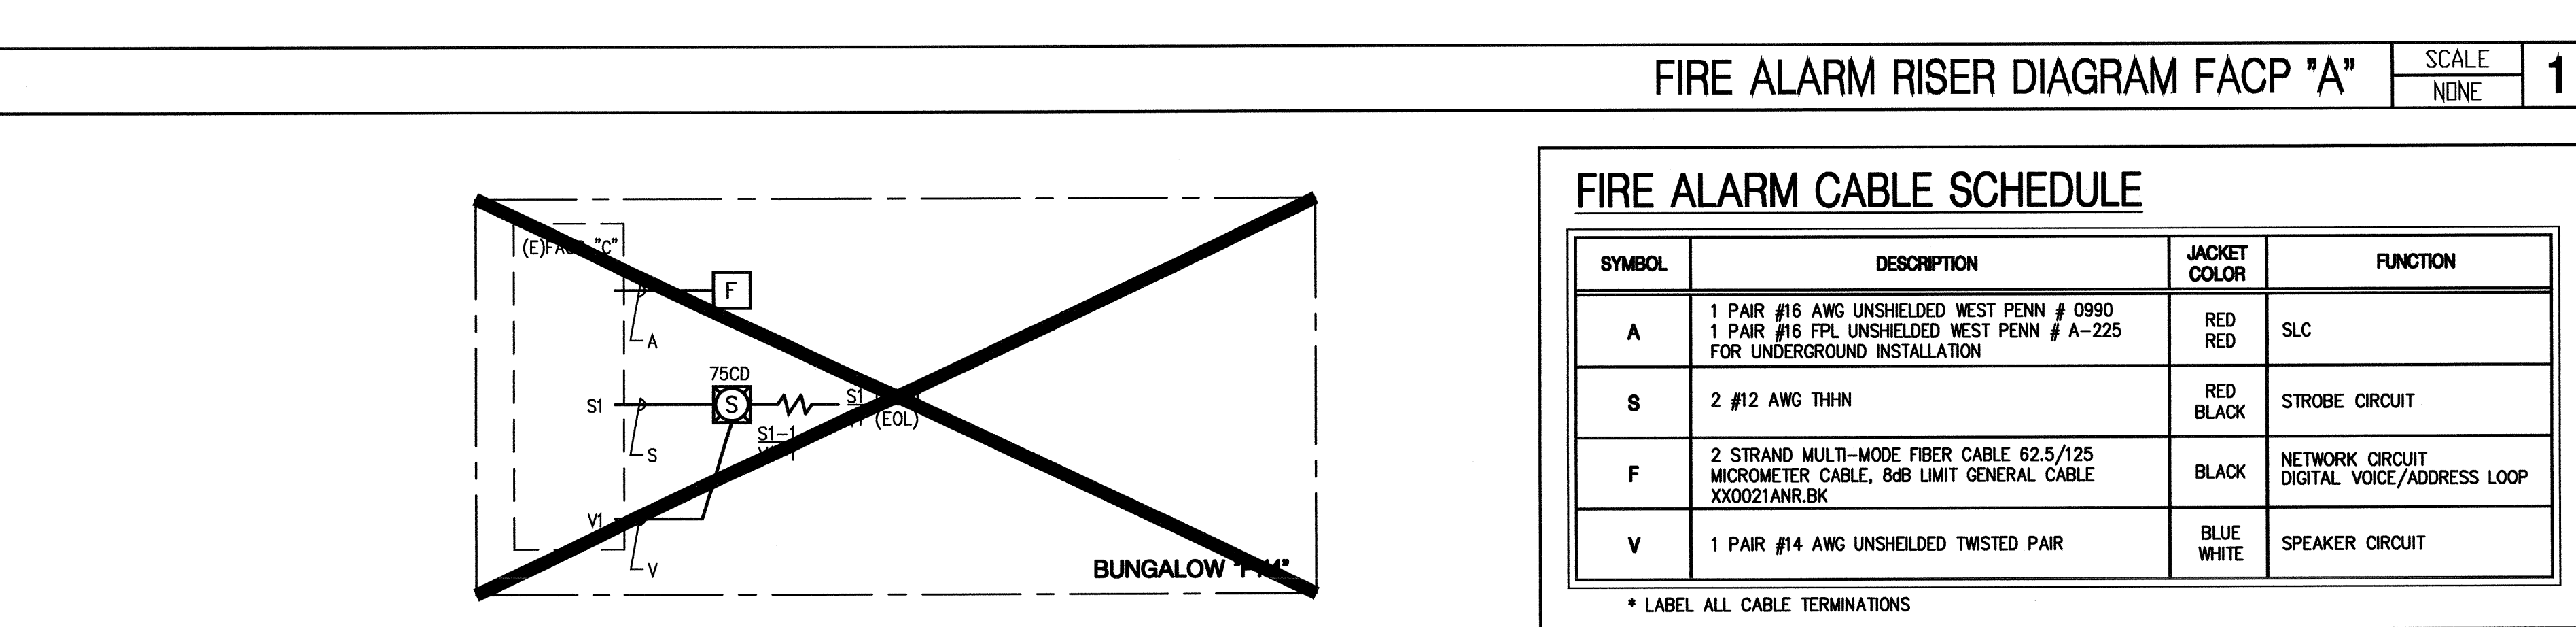 FIRE ALARM RISER DIAGRAM FACP "A"
SCALE
NONE
1
(E)FACP "C"
F
A
75CD
S1
S
S1
(EOL)
S1-1
S
V1
V
BUNGALOW
FIRE ALARM CABLE SCHEDULE
SYMBOL
DESCRIPTION
JACKET
COLOR
FUNCTION
A
1 PAIR #16 AWG UNSHIELDED WEST PENN # 0990
1 PAIR #16 FPL UNSHIELDED WEST PENN # A-225
FOR UNDERGROUND INSTALLATION
RED
RED
SLC
S
2 #12 AWG THHN
RED
BLACK
STROBE CIRCUIT
F
2 STRAND MULTI-MODE FIBER CABLE 62.5/125
MICROMETER CABLE, 8dB LIMIT GENERAL CABLE
XX0021ANR.BK
BLACK
NETWORK CIRCUIT
DIGITAL VOICE/ADDRESS LOOP
V
1 PAIR #14 AWG UNSHEILDED TWISTED PAIR
BLUE
WHITE
SPEAKER CIRCUIT
* LABEL ALL CABLE TERMINATIONS